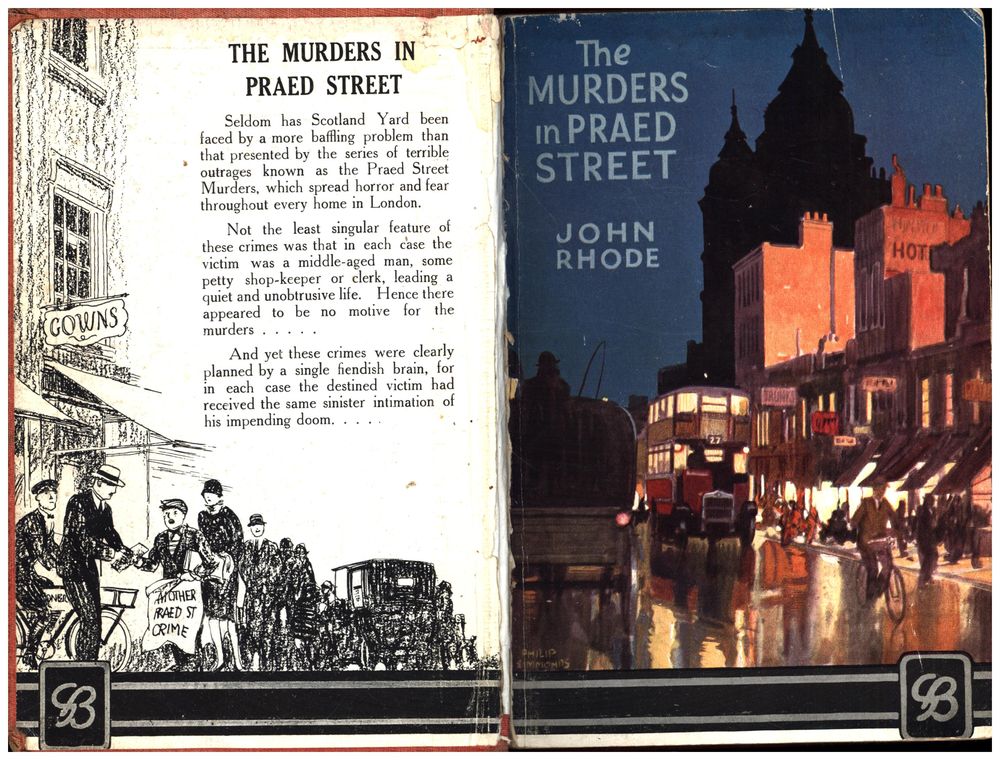 THE MURDERS IN
PRAED STREET
Seldom has Scotland Yard been
faced by a more baffling problem than
that presented by the series of terrible
outrages known as the Praed Street
Murders, which spread horror and fear
throughout every home in London.
Not the least singular feature of
these crimes was that in each case the
victim was a middle-aged man, some
petty shop-keeper or clerk, leading a
quiet and unobtrusive life. Hence there
appeared to be no motive for the
murders . . . . .
And yet these crimes were clearly
planned by a single fiendish brain, for
in each case the destined victim had
received the same sinister intimation of
his impending doom. . . . .
GOWNS
ANOTHER
PRAED ST
CRIME
GB
The
MURDERS
in PRAED
STREET
JOHN
RHODE
HOTE
TRUNKS
27
PHILIP
SIMMONDS
GB